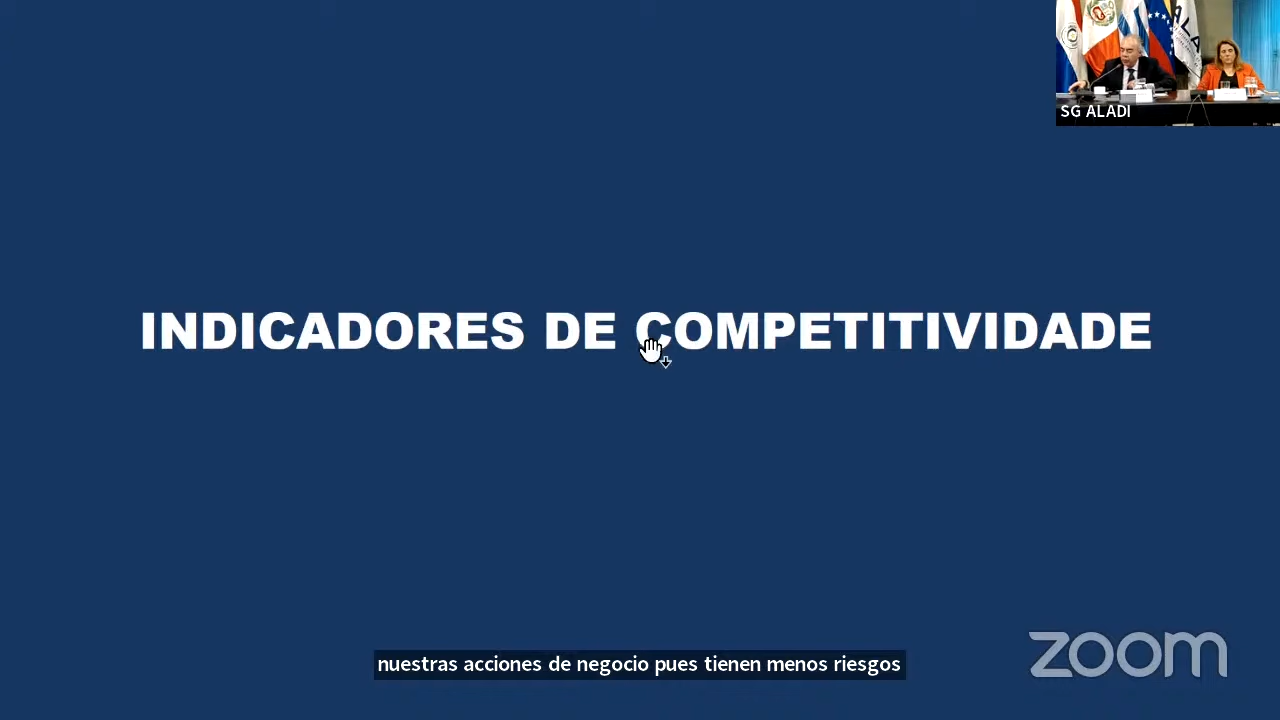 SG ALADI
INDICADORES DE COMPETITIVIDADE
nuestras acciones de negocio pues tienen menos riesgos
zoom